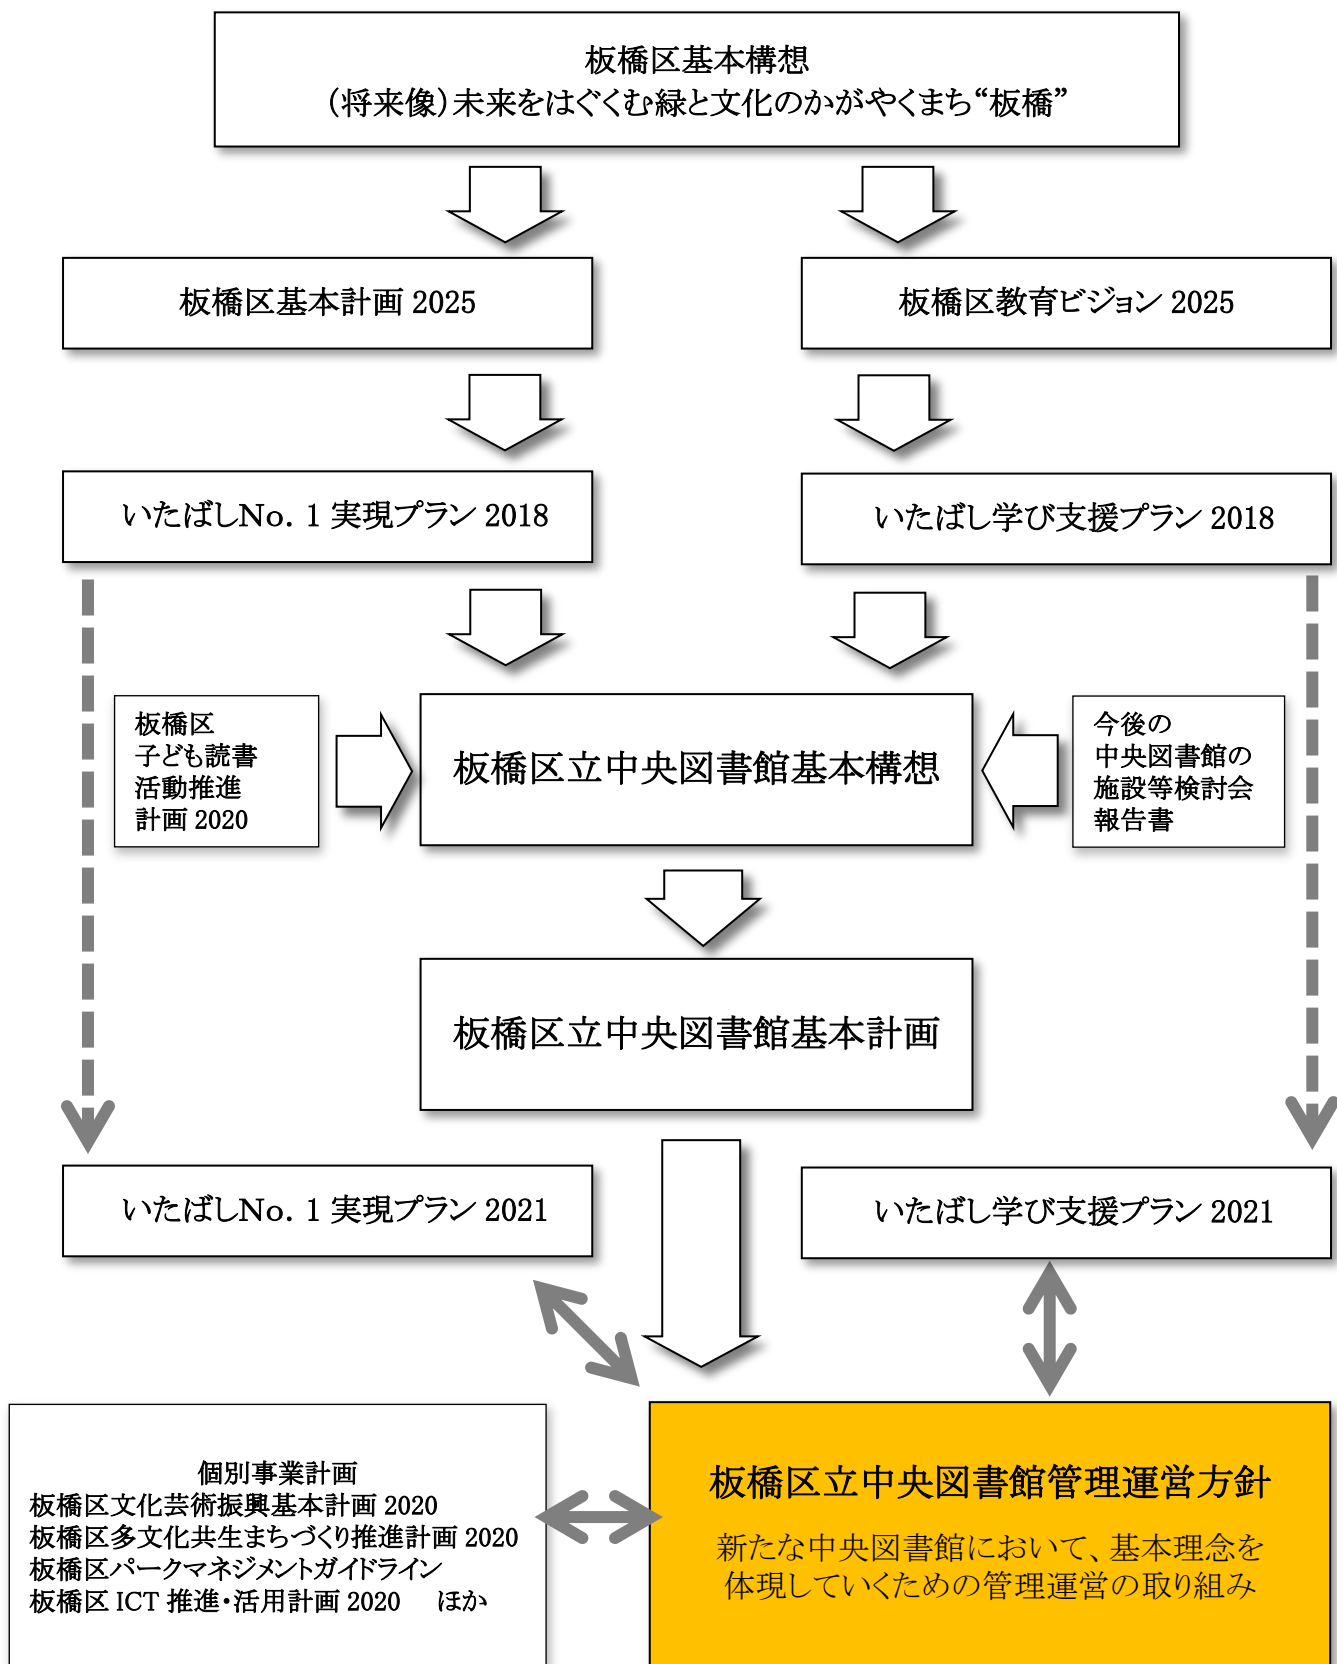 板橋区基本構想
(将来像)未来をはぐくむ緑と文化のかがやくまち“板橋”
板橋区基本計画 2025
板橋区教育ビジョン 2025
いたばしNo. 1 実現プラン 2018
いたばし学び支援プラン 2018
板橋区
子ども読書
活動推進
計画 2020
板橋区立中央図書館基本構想
今後の
中央図書館の
施設等検討会
報告書
板橋区立中央図書館基本計画
いたばしNo. 1 実現プラン 2021
いたばし学び支援プラン 2021
個別事業計画
板橋区文化芸術振興基本計画 2020
板橋区多文化共生まちづくり推進計画 2020
板橋区パークマネジメントガイドライン
板橋区 ICT 推進・活用計画 2020 ほか
板橋区立中央図書館管理運営方針
新たな中央図書館において、基本理念を
体現していくための管理運営の取り組み